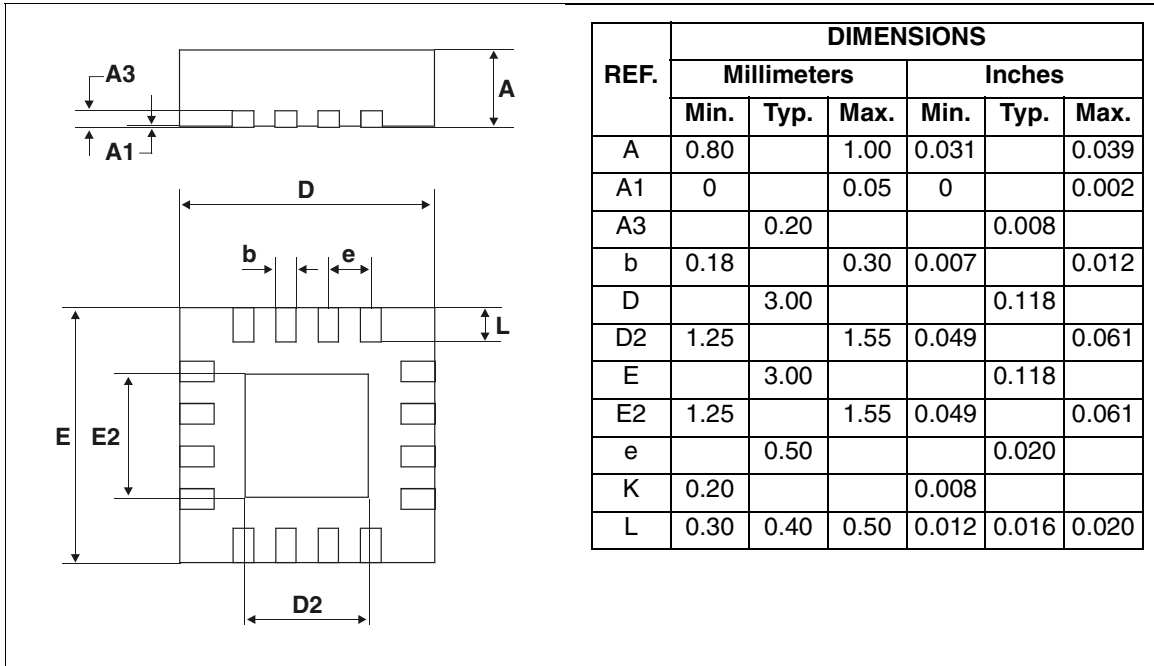 A3
A
A1
D
b
e
L
E
E2
D2
DIMENSIONS
REF. Millimeters Inches
Min. Typ. Max. Min. Typ. Max.
A 0.80 1.00 0.031 0.039
A1 0 0.05 0 0.002
A3 0.20 0.008
b 0.18 0.30 0.007 0.012
D 3.00 0.118
D2 1.25 1.55 0.049 0.061
E 3.00 0.118
E2 1.25 1.55 0.049 0.061
e 0.50 0.020
K 0.20 0.008
L 0.30 0.40 0.50 0.012 0.016 0.020